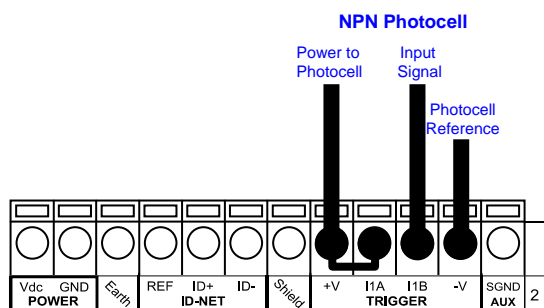 NPN Photocell
Power to
Photocell
Input
Signal
Photocell
Reference
Vdc GND Earth REF ID+ ID- Shield +V I1A I1B -V SGND 2
POWER ID-NET TRIGGER AUX